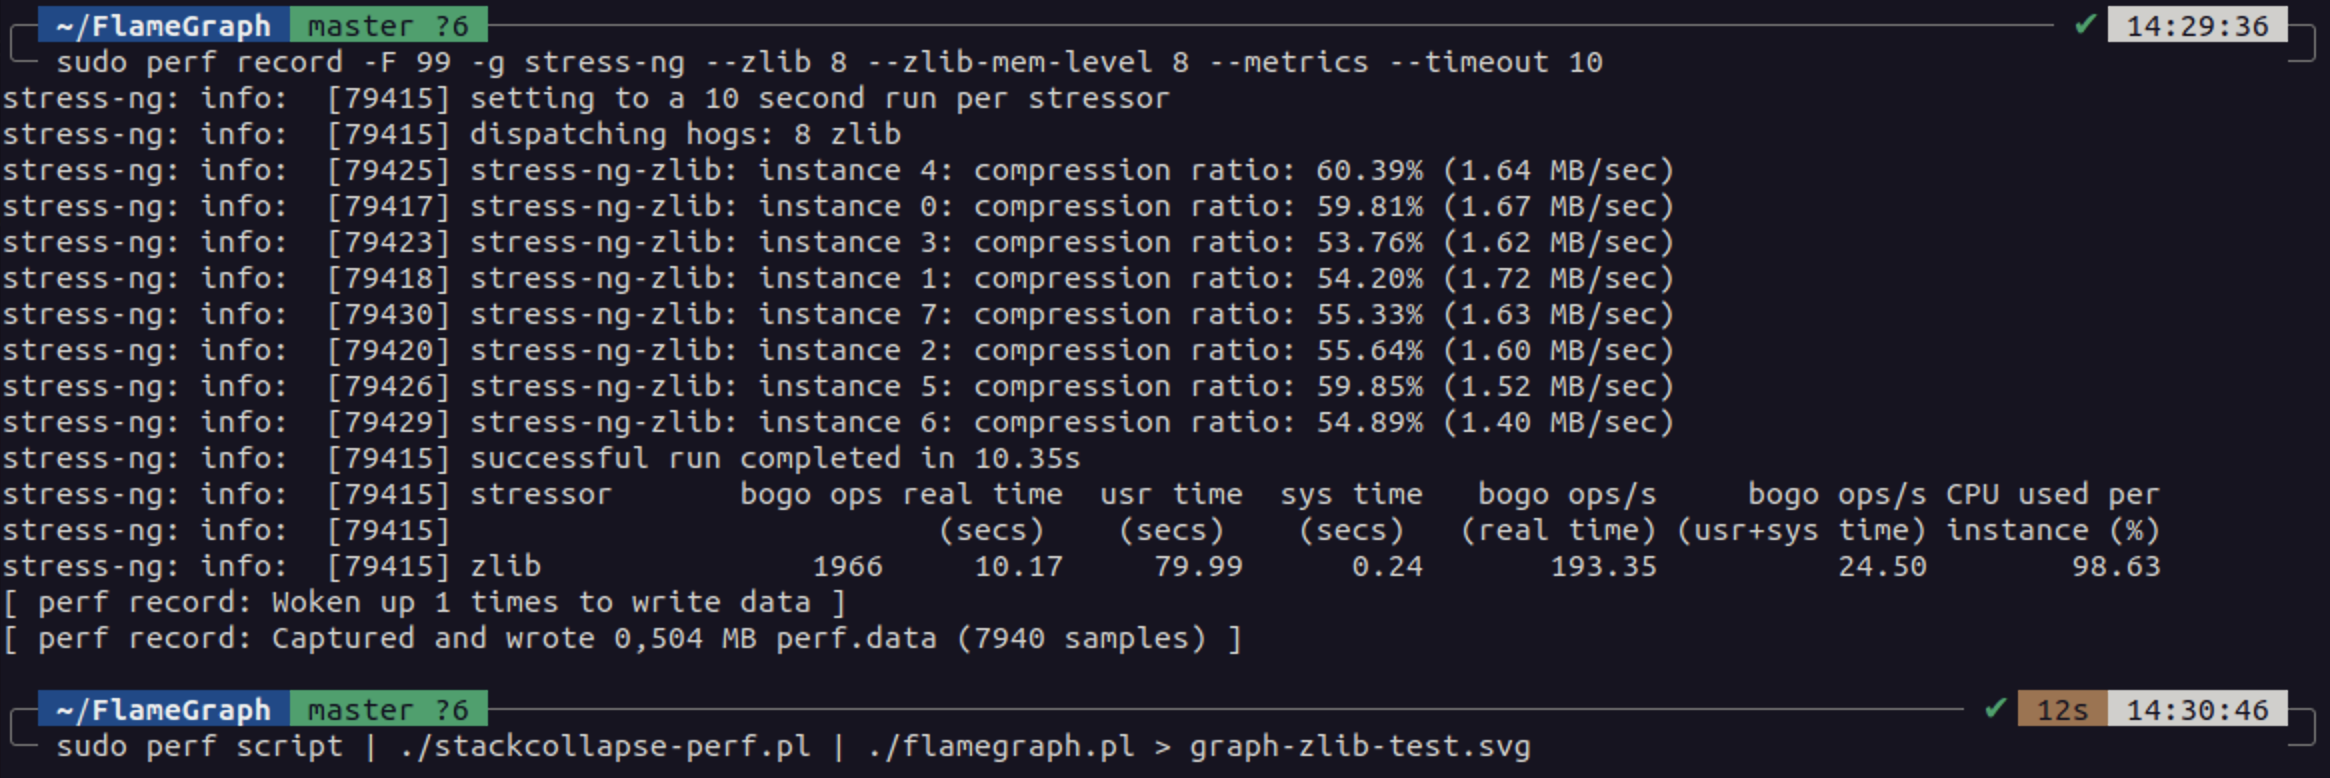 ~/FlameGraph master ?6 ✔ 14:29:36
sudo perf record -F 99 -g stress-ng --zlib 8 --zlib-mem-level 8 --metrics --timeout 10
stress-ng: info:  [79415] setting to a 10 second run per stressor
stress-ng: info:  [79415] dispatching hogs: 8 zlib
stress-ng: info:  [79425] stress-ng-zlib: instance 4: compression ratio: 60.39% (1.64 MB/sec)
stress-ng: info:  [79417] stress-ng-zlib: instance 0: compression ratio: 59.81% (1.67 MB/sec)
stress-ng: info:  [79423] stress-ng-zlib: instance 3: compression ratio: 53.76% (1.62 MB/sec)
stress-ng: info:  [79418] stress-ng-zlib: instance 1: compression ratio: 54.20% (1.72 MB/sec)
stress-ng: info:  [79430] stress-ng-zlib: instance 7: compression ratio: 55.33% (1.63 MB/sec)
stress-ng: info:  [79420] stress-ng-zlib: instance 2: compression ratio: 55.64% (1.60 MB/sec)
stress-ng: info:  [79426] stress-ng-zlib: instance 5: compression ratio: 59.85% (1.52 MB/sec)
stress-ng: info:  [79429] stress-ng-zlib: instance 6: compression ratio: 54.89% (1.40 MB/sec)
stress-ng: info:  [79415] successful run completed in 10.35s
stress-ng: info:  [79415] stressor       bogo ops real time  usr time  sys time   bogo ops/s     bogo ops/s CPU used per
stress-ng: info:  [79415]                           (secs)    (secs)    (secs)   (real time) (usr+sys time) instance (%)
stress-ng: info:  [79415] zlib               1966     10.17     79.99      0.24       193.35          24.50        98.63
[ perf record: Woken up 1 times to write data ]
[ perf record: Captured and wrote 0,504 MB perf.data (7940 samples) ]
~/FlameGraph master ?6 ✔ 12s 14:30:46
sudo perf script | ./stackcollapse-perf.pl | ./flamegraph.pl > graph-zlib-test.svg